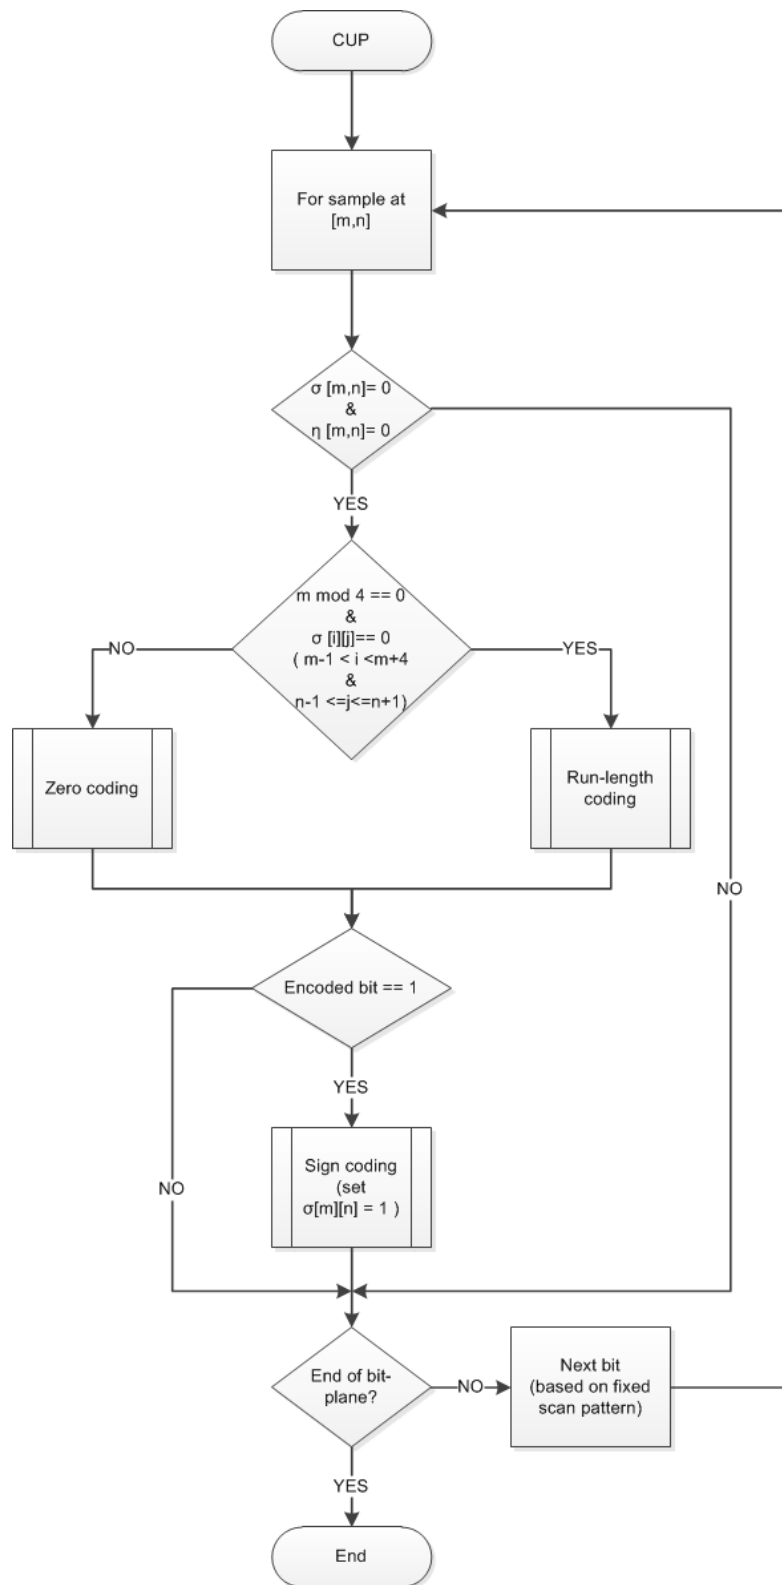 CUP
For sample at
[m,n]
σ [m,n]= 0
&
η [m,n]= 0
YES
m mod 4 == 0
&
σ [i][j]== 0
( m-1 < i <m+4
&
n-1 <=j<=n+1)
NO
YES
Zero coding
Run-length
coding
NO
Encoded bit == 1
YES
Sign coding
(set
σ[m][n] = 1 )
NO
End of bit-
plane?
NO
Next bit
(based on fixed
scan pattern)
YES
End